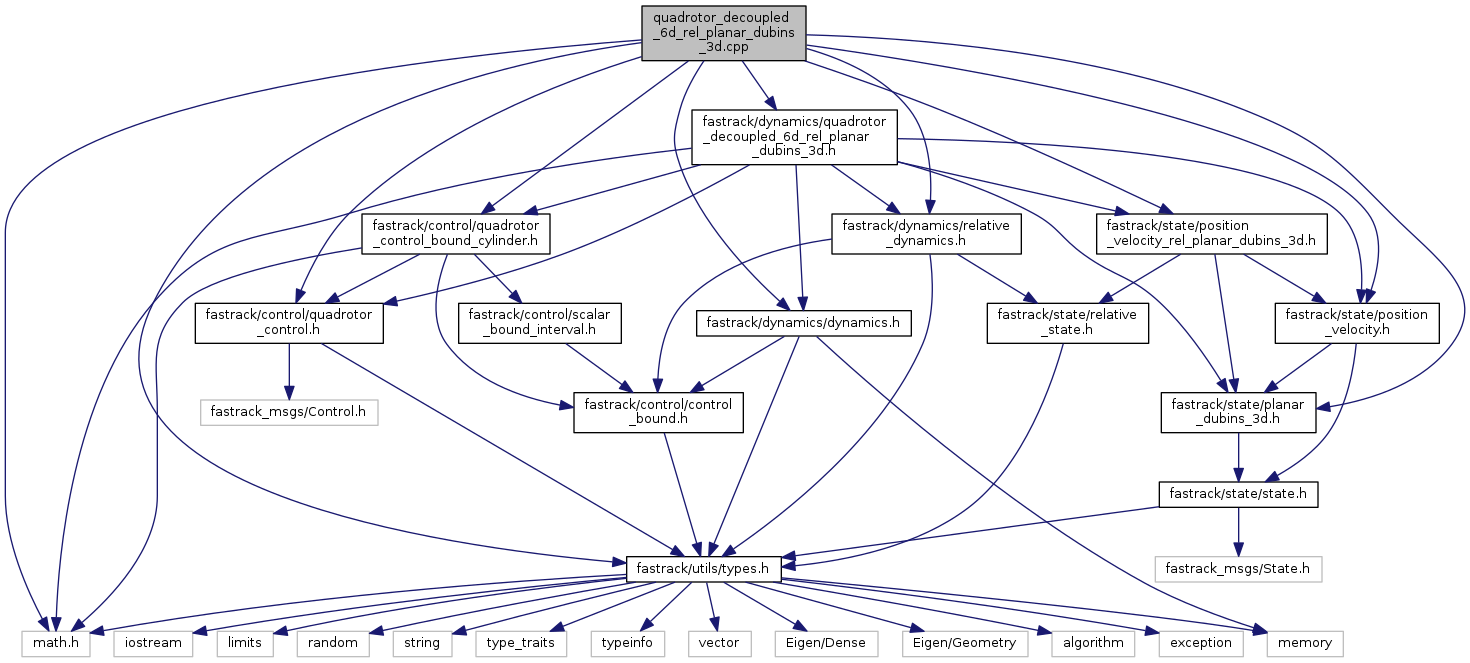 quadrotor_decoupled
_6d_rel_planar_dubins
_3d.cpp
fastrack/dynamics/quadrotor
_decoupled_6d_rel_planar
_dubins_3d.h
fastrack/control/quadrotor
_control_bound_cylinder.h
fastrack/dynamics/relative
_dynamics.h
fastrack/state/position
_velocity_rel_planar_dubins_3d.h
fastrack/control/quadrotor
_control.h
fastrack/control/scalar
_bound_interval.h
fastrack/dynamics/dynamics.h
fastrack/state/relative
_state.h
fastrack/state/position
_velocity.h
fastrack_msgs/Control.h
fastrack/control/control
_bound.h
fastrack/state/planar
_dubins_3d.h
fastrack/state/state.h
fastrack/utils/types.h
fastrack_msgs/State.h
math.h
iostream
limits
random
string
type_traits
typeinfo
vector
Eigen/Dense
Eigen/Geometry
algorithm
exception
memory